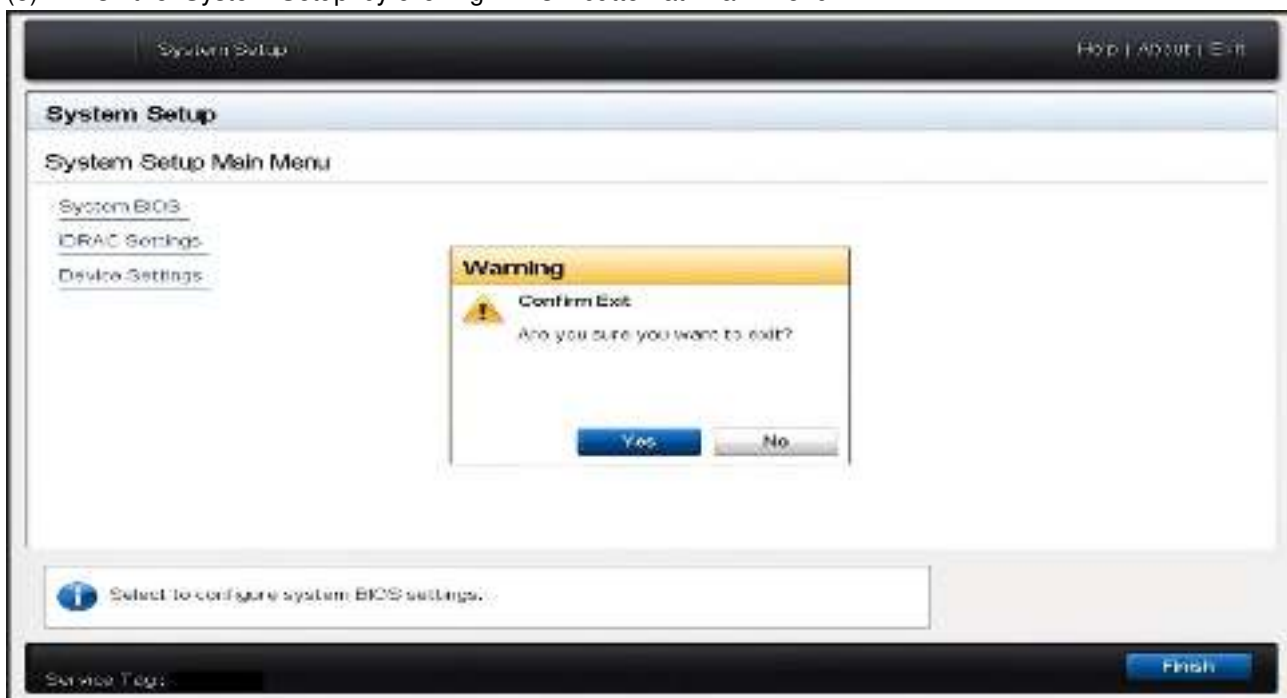 System Setup
Help | About | Exit
System Setup
System Setup Main Menu
System BIOS
iDRAC Settings
Device Settings
Warning
Confirm Exit
Are you sure you want to exit?
Yes
No
Select to configure system BIOS settings.
Service Tag:
Finish